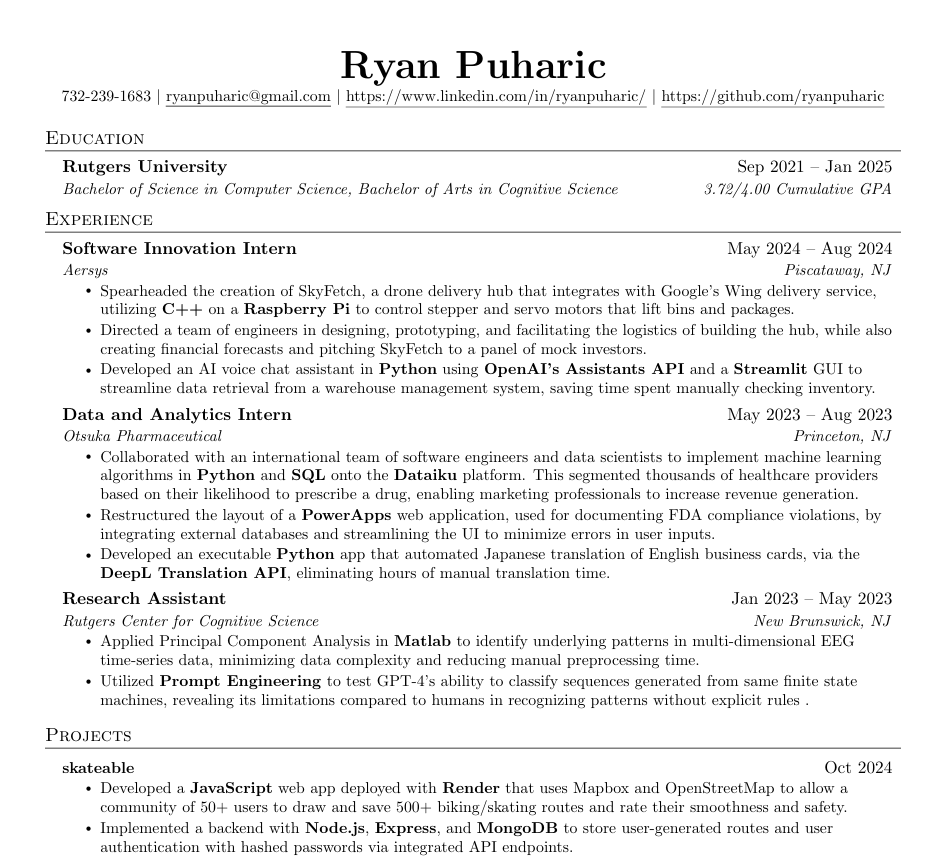 Ryan Puharic
732-239-1683 | ryanpuharic@gmail.com | https://www.linkedin.com/in/ryanpuharic/ | https://github.com/ryanpuharic
Education
Rutgers University Sep 2021 – Jan 2025
Bachelor of Science in Computer Science, Bachelor of Arts in Cognitive Science 3.72/4.00 Cumulative GPA
Experience
Software Innovation Intern May 2024 – Aug 2024
Aersys Piscataway, NJ
• Spearheaded the creation of SkyFetch, a drone delivery hub that integrates with Google's Wing delivery service,
utilizing C++ on a Raspberry Pi to control stepper and servo motors that lift bins and packages.
• Directed a team of engineers in designing, prototyping, and facilitating the logistics of building the hub, while also
creating financial forecasts and pitching SkyFetch to a panel of mock investors.
• Developed an AI voice chat assistant in Python using OpenAI's Assistants API and a Streamlit GUI to
streamline data retrieval from a warehouse management system, saving time spent manually checking inventory.
Data and Analytics Intern May 2023 – Aug 2023
Otsuka Pharmaceutical Princeton, NJ
• Collaborated with an international team of software engineers and data scientists to implement machine learning
algorithms in Python and SQL onto the Dataiku platform. This segmented thousands of healthcare providers
based on their likelihood to prescribe a drug, enabling marketing professionals to increase revenue generation.
• Restructured the layout of a PowerApps web application, used for documenting FDA compliance violations, by
integrating external databases and streamlining the UI to minimize errors in user inputs.
• Developed an executable Python app that automated Japanese translation of English business cards, via the
DeepL Translation API, eliminating hours of manual translation time.
Research Assistant Jan 2023 – May 2023
Rutgers Center for Cognitive Science New Brunswick, NJ
• Applied Principal Component Analysis in Matlab to identify underlying patterns in multi-dimensional EEG
time-series data, minimizing data complexity and reducing manual preprocessing time.
• Utilized Prompt Engineering to test GPT-4's ability to classify sequences generated from same finite state
machines, revealing its limitations compared to humans in recognizing patterns without explicit rules .
Projects
skateable Oct 2024
• Developed a JavaScript web app deployed with Render that uses Mapbox and OpenStreetMap to allow a
community of 50+ users to draw and save 500+ biking/skating routes and rate their smoothness and safety.
• Implemented a backend with Node.js, Express, and MongoDB to store user-generated routes and user
authentication with hashed passwords via integrated API endpoints.